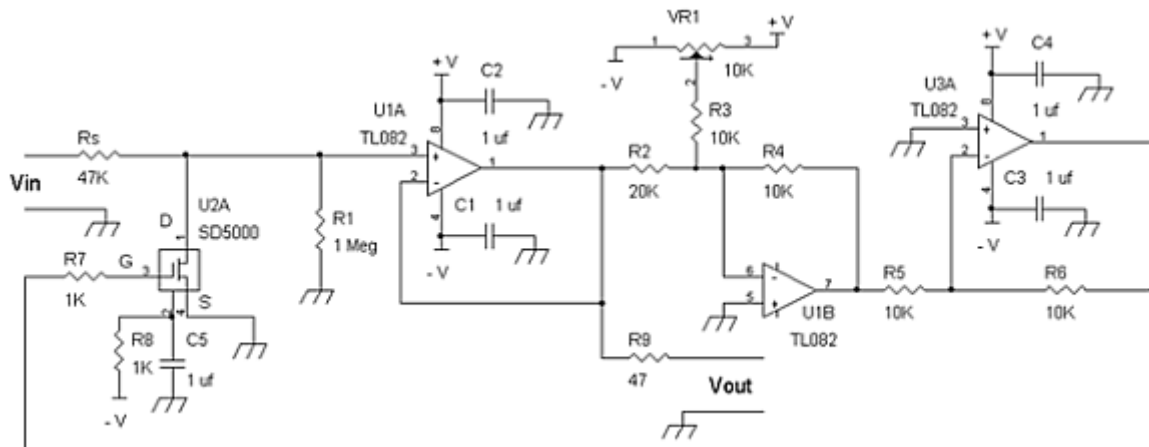 VR1
+ V
1
3
- V
10K
2
R3
10K
+ V
C2
U1A
TL082
8
1 uf
3
+
1
2
-
4
C1
1 uf
- V
+ V
C4
U3A
TL082
8
1 uf
3
+
1
2
-
4
C3
1 uf
- V
Rs
47K
Vin
R2
20K
R4
10K
U2A
SD5000
D
1
G
3
S
2
4
R7
1K
R1
1 Meg
R8
1K
C5
1 uf
- V
6
-
7
5
+
U1B
TL082
R5
10K
R6
10K
R9
47
Vout